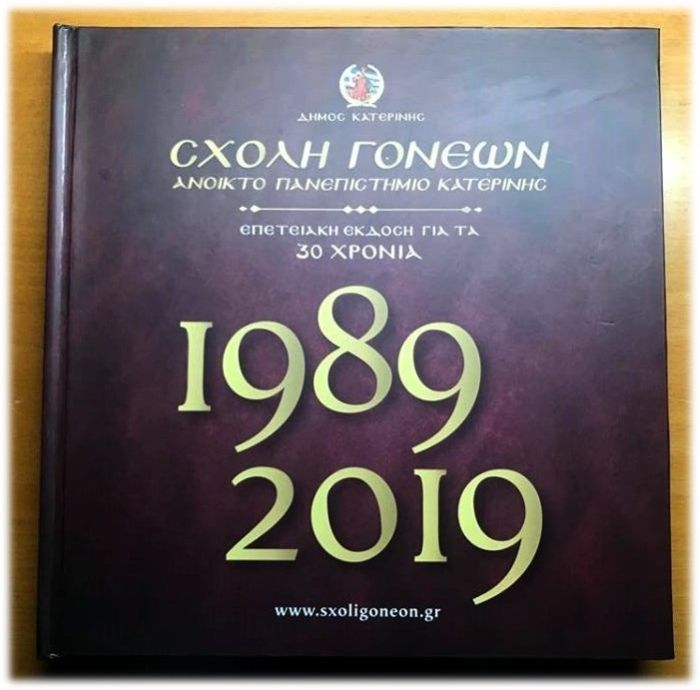 ΔΗΜΟΣ ΚΑΤΕΡΙΝΗΣ
ΣΧΟΛΗ ΓΟΝΕΩΝ
ΑΝΟΙΚΤΟ ΠΑΝΕΠΙΣΤΗΜΙΟ ΚΑΤΕΡΙΝΗΣ
ΕΠΕΤΕΙΑΚΗ ΕΚΔΟΣΗ ΓΙΑ ΤΑ
30 ΧΡΟΝΙΑ
1989
2019
www.sxoligoneon.gr